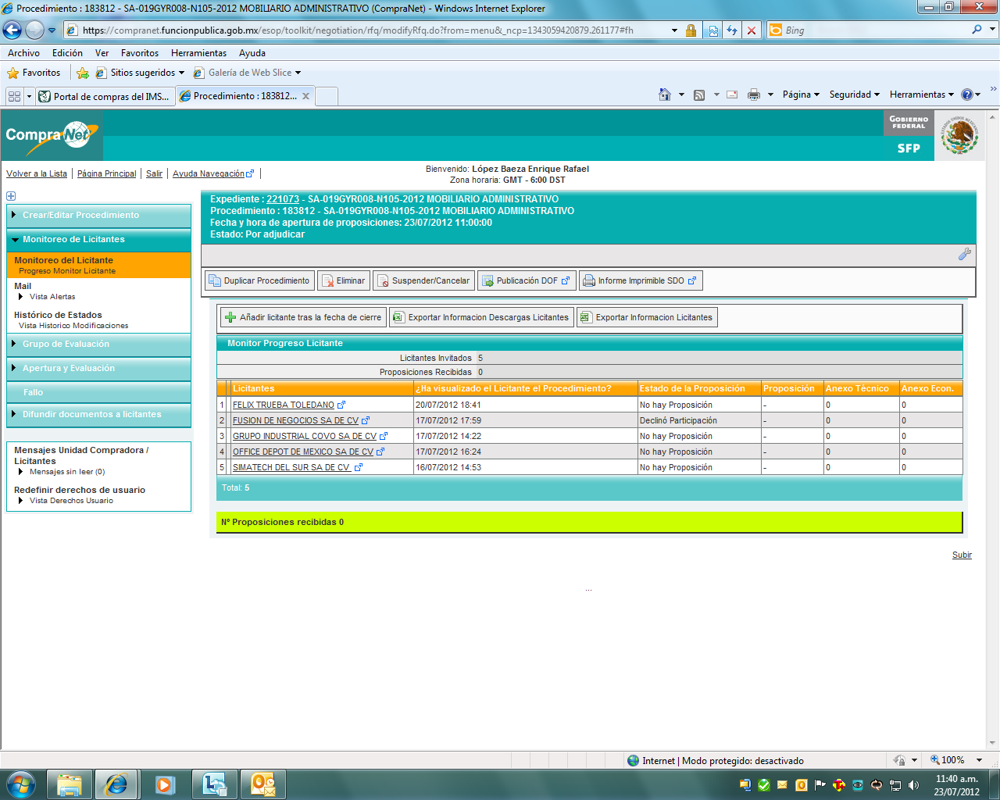 Procedimiento : 183812 - SA-019GYR008-N105-2012 MOBILIARIO ADMINISTRATIVO (CompraNet) - Windows Internet Explorer
https://compranet.funcionpublica.gob.mx/esop/toolkit/negotiation/rfq/modifyRfq.do?from=menu&_ncp=1343059420879.261177#fh
Bing
Archivo Edición Ver Favoritos Herramientas Ayuda
Favoritos Sitios sugeridos Galería de Web Slice
Portal de compras del IMS... Procedimiento : 183812... Página Seguridad Herramientas
CompraNet
GOBIERNO FEDERAL
SFP
Volver a la Lista Página Principal Salir Ayuda Navegación
Bienvenido: López Baeza Enrique Rafael
Zona horaria: GMT - 6:00 DST
Crear/Editar Procedimiento
Monitoreo de Licitantes
Monitoreo del Licitante
Progreso Monitor Licitante
Mail
Vista Alertas
Histórico de Estados
Vista Historico Modificaciones
Grupo de Evaluación
Apertura y Evaluación
Fallo
Difundir documentos a licitantes
Mensajes Unidad Compradora /
Licitantes
Mensajes sin leer (0)
Redefinir derechos de usuario
Vista Derechos Usuario
Expediente : 221073 - SA-019GYR008-N105-2012 MOBILIARIO ADMINISTRATIVO
Procedimiento : 183812 - SA-019GYR008-N105-2012 MOBILIARIO ADMINISTRATIVO
Fecha y hora de apertura de proposiciones: 23/07/2012 11:00:00
Estado: Por adjudicar
Duplicar Procedimiento Eliminar Suspender/Cancelar Publicación DOF Informe Imprimible SDO
Añadir licitante tras la fecha de cierre Exportar Informacion Descargas Licitantes Exportar Informacion Licitantes
Monitor Progreso Licitante
Licitantes Invitados 5
Proposiciones Recibidas 0
Licitantes ¿Ha visualizado el Licitante el Procedimiento? Estado de la Proposición Proposición Anexo Técnico Anexo Econ.
1 FELIX TRUEBA TOLEDANO 20/07/2012 18:41 No hay Proposición - 0 0
2 FUSION DE NEGOCIOS SA DE CV 17/07/2012 17:59 Declinó Participación - 0 0
3 GRUPO INDUSTRIAL COVO SA DE CV 17/07/2012 14:22 No hay Proposición - 0 0
4 OFFICE DEPOT DE MEXICO SA DE CV 17/07/2012 16:24 No hay Proposición - 0 0
5 SIMATECH DEL SUR SA DE CV 16/07/2012 14:53 No hay Proposición - 0 0
Total: 5
Nº Proposiciones recibidas 0
Subir
...
Internet | Modo protegido: desactivado 100%
11:40 a.m.
23/07/2012